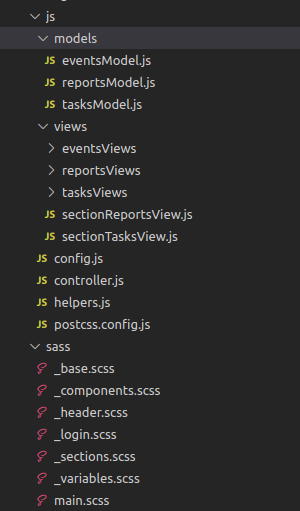 js
models
JS eventsModel.js
JS reportsModel.js
JS tasksModel.js
views
eventsViews
reportsViews
tasksViews
JS sectionReportsView.js
JS sectionTasksView.js
JS config.js
JS controller.js
JS helpers.js
JS postcss.config.js
sass
_base.scss
_components.scss
_header.scss
_login.scss
_sections.scss
_variables.scss
main.scss